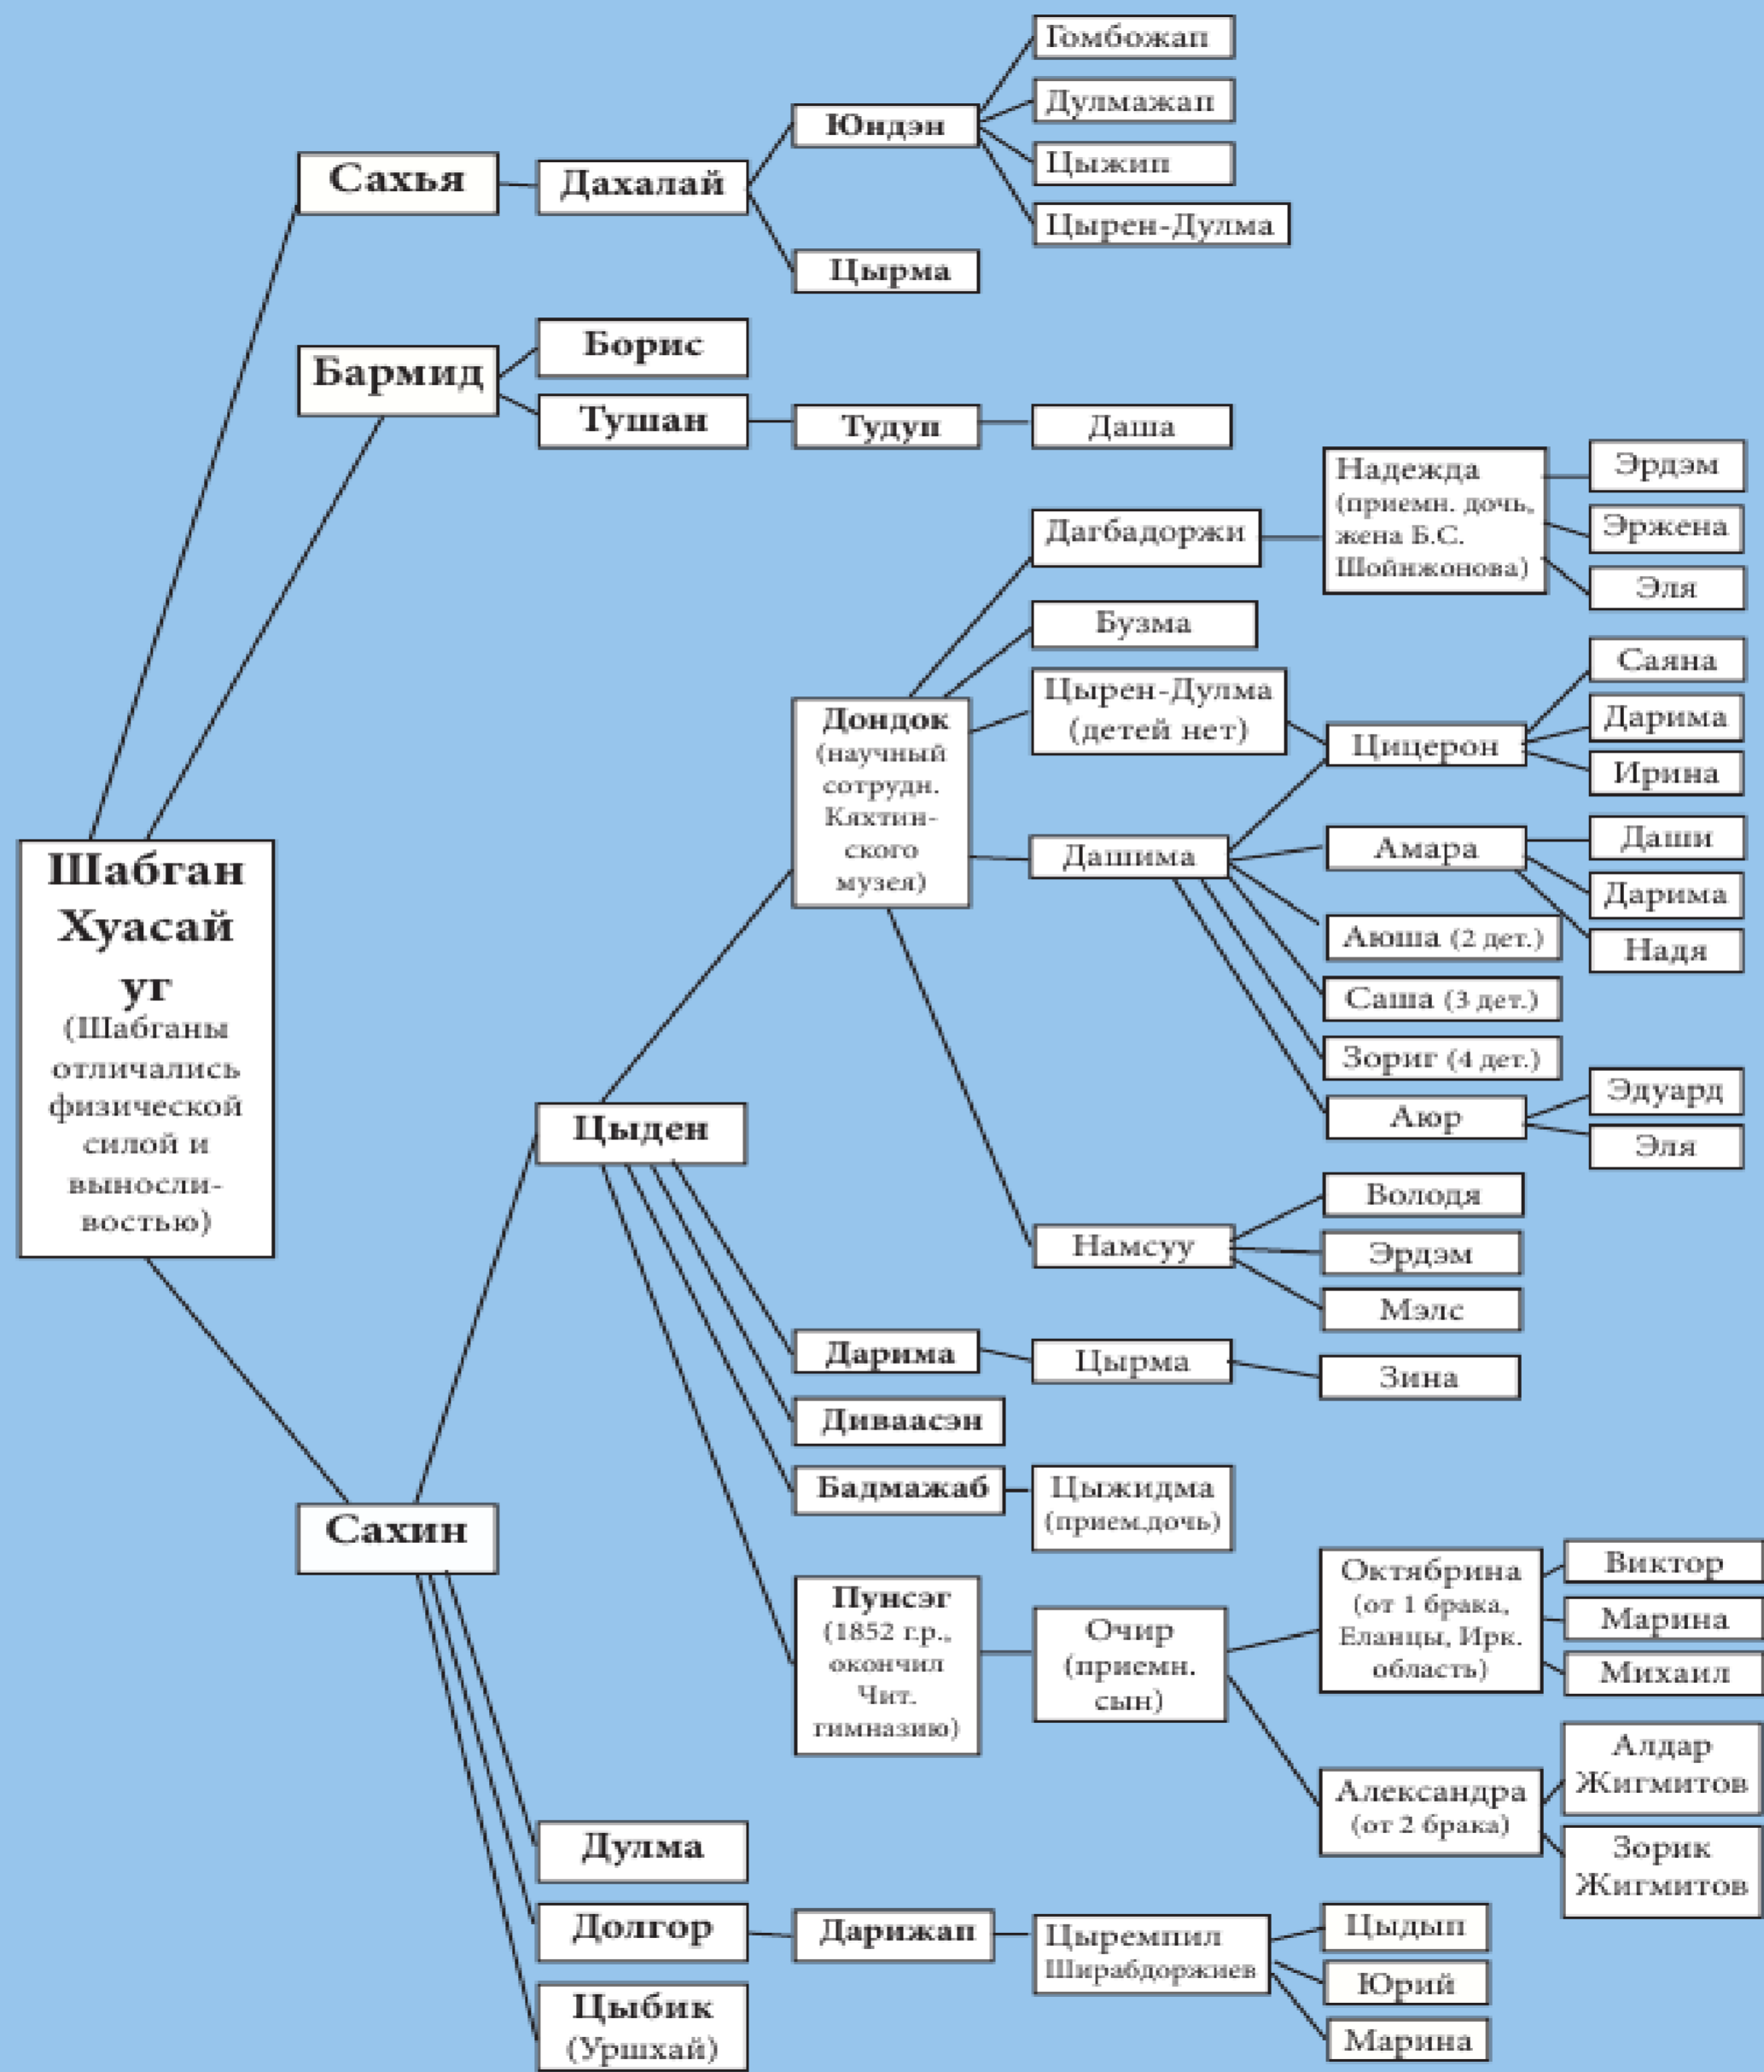 Шабган
Хуасай
уг
(Шабганы
отличались
физической
силой и
выносли-
востью)
Сахья
Дахалай
Юндэн
Гомбожап
Дулмажап
Цыжип
Цырен-Дулма
Цырма
Бармид
Борис
Тушан
Тудуп
Даша
Сахин
Цыден
Дондок
(научный
сотрудн.
Кяхтин-
ского
музея)
Дагбадоржи
Надежда
(приемн. дочь,
жена Б.С.
Шойнжонова)
Эрдэм
Эржена
Эля
Бузма
Цырен-Дулма
(детей нет)
Дашима
Цицерон
Саяна
Дарима
Ирина
Амара
Даши
Дарима
Надя
Аюша (2 дет.)
Саша (3 дет.)
Зориг (4 дет.)
Аюр
Эдуард
Эля
Намсуу
Володя
Эрдэм
Мэлс
Дарима
Цырма
Зина
Диваасэн
Бадмажаб
Цыжидма
(прием.дочь)
Пунсэг
(1852 г.р.,
окончил
Чит.
гимназию)
Очир
(приемн.
сын)
Октябрина
(от 1 брака,
Еланцы, Ирк.
область)
Виктор
Марина
Михаил
Александра
(от 2 брака)
Алдар
Жигмитов
Зорик
Жигмитов
Дулма
Долгор
Дарижап
Цыремпил
Ширабдоржиев
Цыдып
Юрий
Марина
Цыбик
(Уршхай)